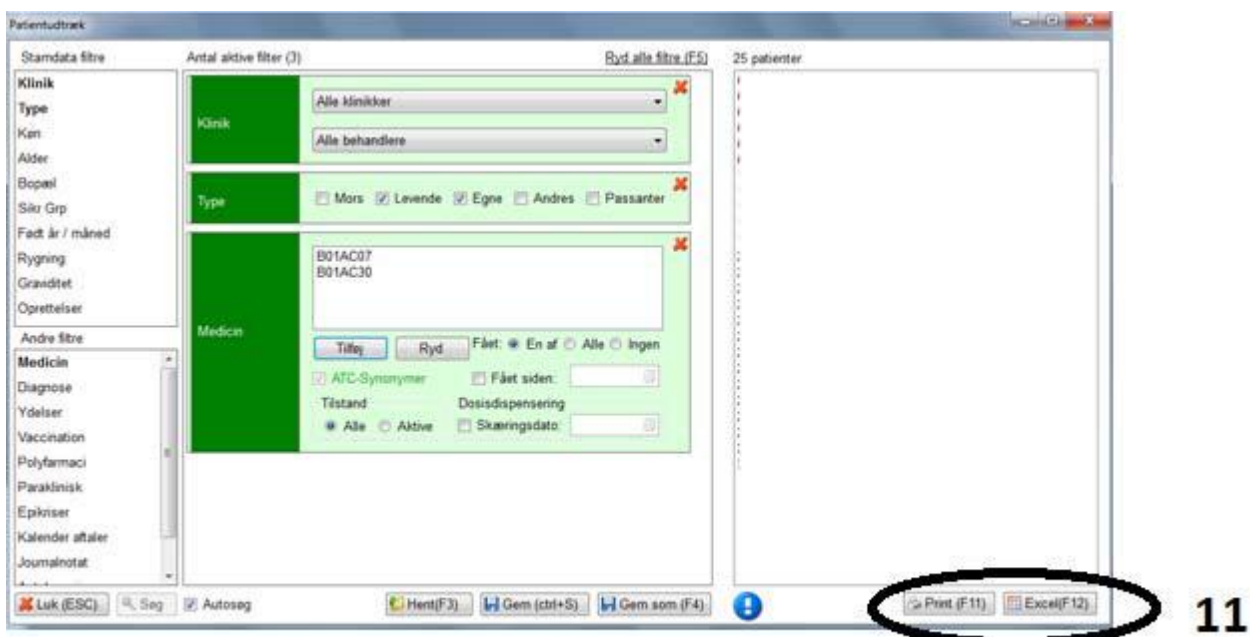 Patientudtræk
Stamdata filtre
Klinik
Type
Køn
Alder
Bopæl
Sikr Grp
Født år / måned
Rygning
Graviditet
Oprettelser
Andre filtre
Medicin
Diagnose
Ydelser
Vaccination
Polyfarmaci
Paraklinisk
Epikriser
Kalender aftaler
Journalnotat
Antal aktive filter (3)
Ryd alle filtre (F5)
Klinik
Alle klinikker
Alle behandlere
Type
Mors Levende Egne Andres Passanter
Medicin
B01AC07
B01AC30
Tilføj Ryd Fået: En af Alle Ingen
ATC-Synonymer Fået siden:
Tilstand Dosisdispensering
Alle Aktive Skæringsdato:
25 patienter
Luk (ESC) Søg Autosøg Hent(F3) Gem (ctrl+S) Gem som (F4) Print (F11) Excel(F12)
11